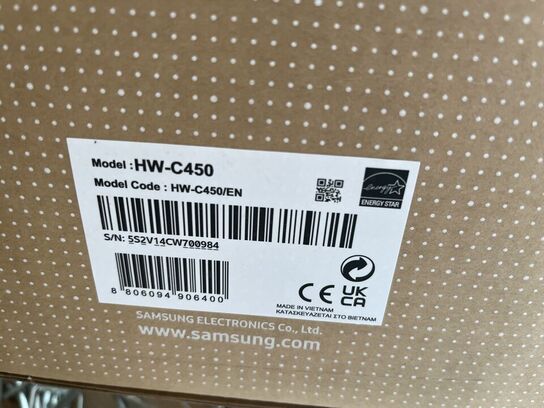 Model : HW-C450
Model Code : HW-C450/EN
energy
ENERGY STAR
S/N: 5S2V14CW700984
8 806094 906400
CE UK
CA
MADE IN VIETNAM
ΚΑΤΑΣΚΕΥΑΖΕΤΑΙ ΣΤΟ ΒΙΕΤΝΑΜ
SAMSUNG ELECTRONICS Co., Ltd.
www.samsung.com